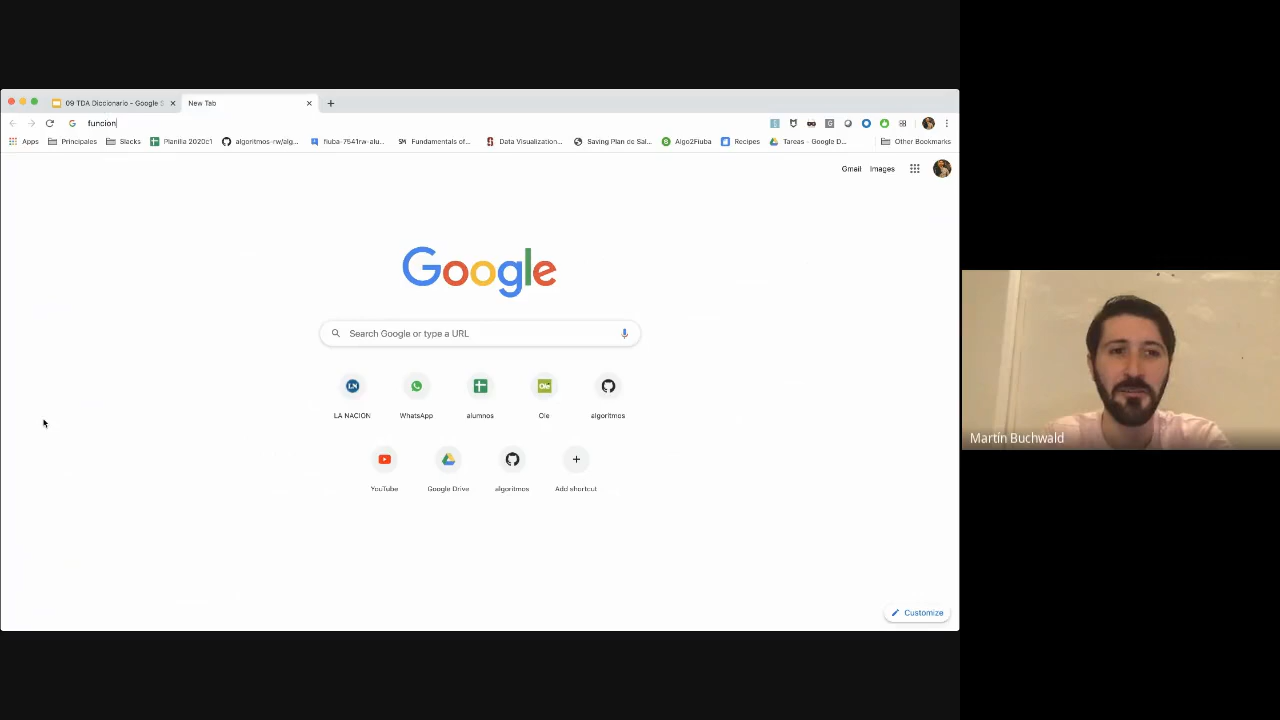 09 TDA Diccionario - Google S
New Tab
funcion
Apps
Principales
Slacks
Planilla 2020c1
algoritmos-rw/alg...
fiuba-7541rw-alu...
Fundamentals of...
Data Visualization...
Saving Plan de Sal...
Algo2Fiuba
Recipes
Tareas - Google D...
Other Bookmarks
Gmail
Images
Google
Search Google or type a URL
LA NACION
WhatsApp
alumnos
Ole
algoritmos
YouTube
Google Drive
algoritmos
Add shortcut
Customize
Martín Buchwald